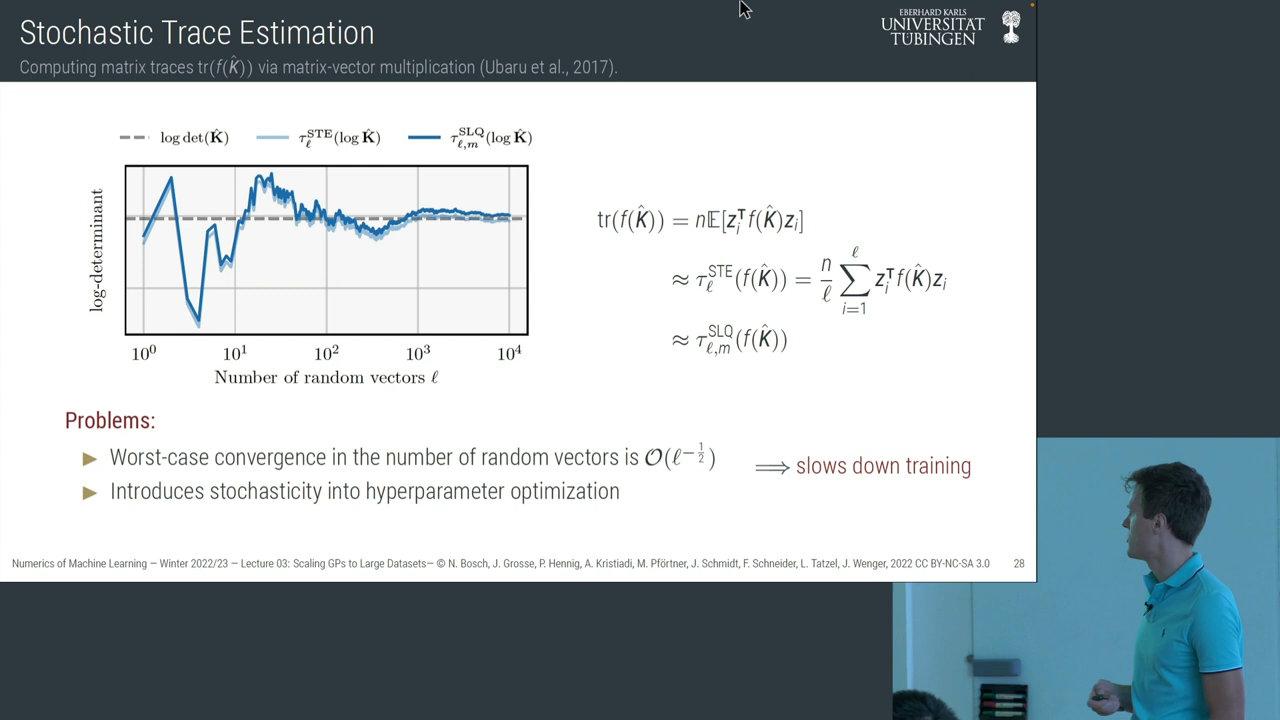 Stochastic Trace Estimation
Computing matrix traces tr(f(K̂)) via matrix-vector multiplication (Ubaru et al., 2017).
EBERHARD KARLS
UNIVERSITÄT
TÜBINGEN
log det(K̂)
τ_ℓ^STE(log K̂)
τ_{ℓ,m}^SLQ(log K̂)
log-determinant
10⁰ 10¹ 10² 10³ 10⁴
Number of random vectors ℓ
tr(f(K̂)) = n𝔼[z_i^⊤ f(K̂)z_i]
≈ τ_ℓ^STE(f(K̂)) = n/ℓ ∑_{i=1}^ℓ z_i^⊤ f(K̂)z_i
≈ τ_{ℓ,m}^SLQ(f(K̂))
Problems:
▶ Worst-case convergence in the number of random vectors is 𝒪(ℓ^{−1/2})
▶ Introduces stochasticity into hyperparameter optimization
⟹ slows down training
Numerics of Machine Learning — Winter 2022/23 — Lecture 03: Scaling GPs to Large Datasets— © N. Bosch, J. Grosse, P. Hennig, A. Kristiadi, M. Pförtner, J. Schmidt, F. Schneider, L. Tatzel, J. Wenger, 2022 CC BY-NC-SA 3.0
28